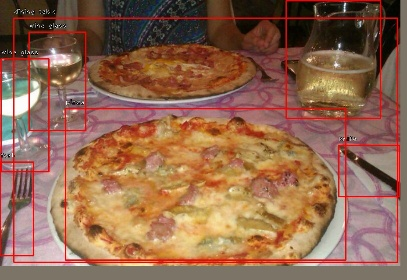 dining table
wine glass
wine glass
pizza
knife
fork